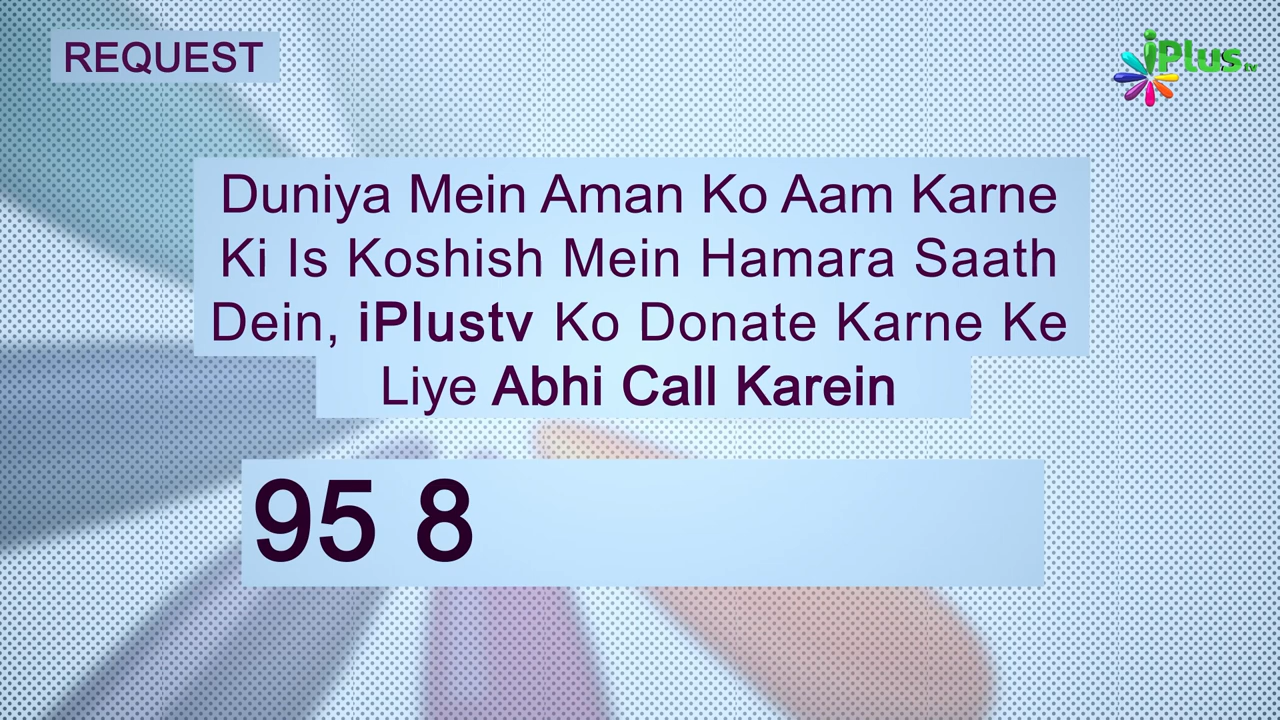 REQUEST
iPlus.tv
Duniya Mein Aman Ko Aam Karne
Ki Is Koshish Mein Hamara Saath
Dein, iPlustv Ko Donate Karne Ke
Liye Abhi Call Karein
95 8